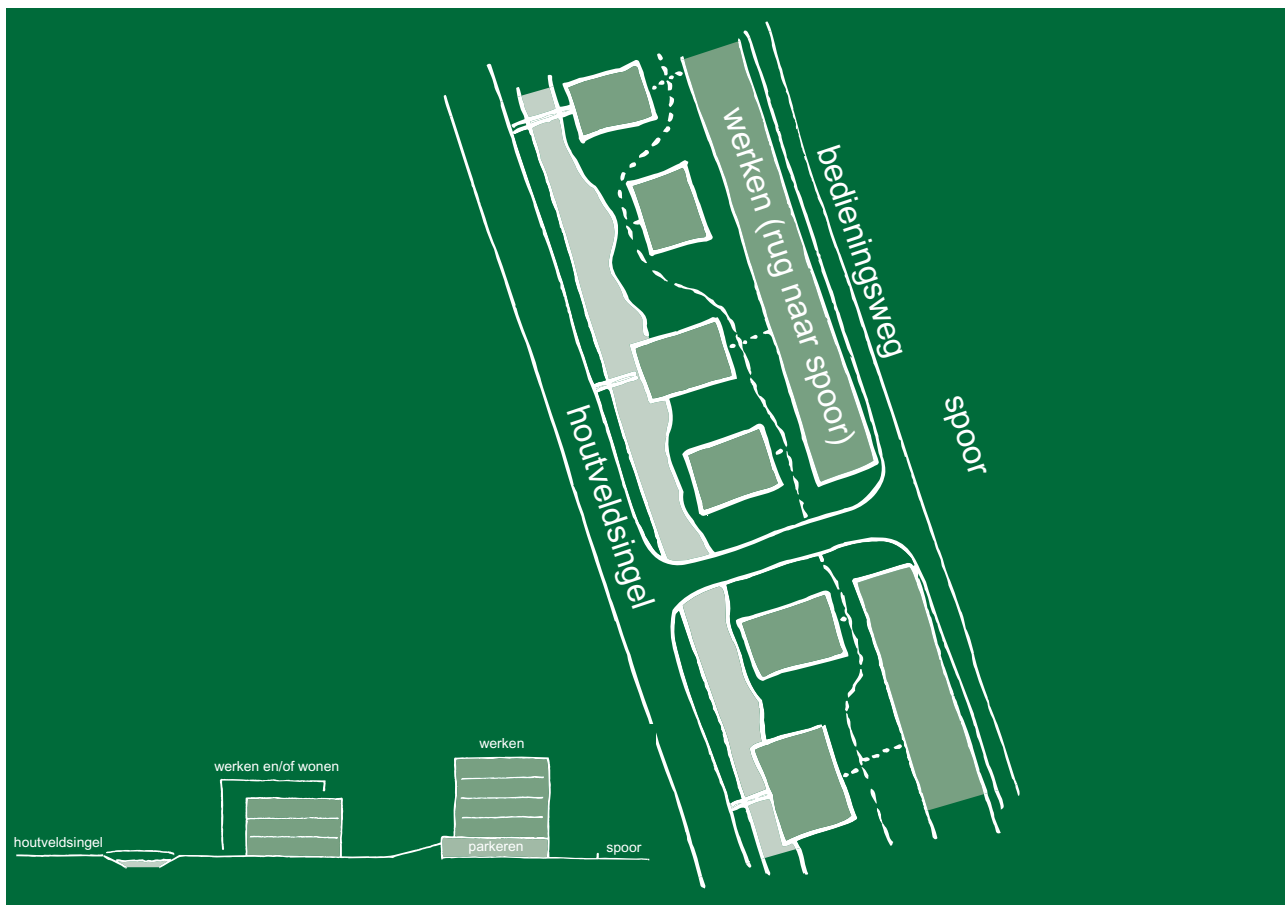 werken (rug naar spoor)
bedieningsweg
spoor
houtveldsingel
werken
werken en/of wonen
houtveldsingel
parkeren
spoor